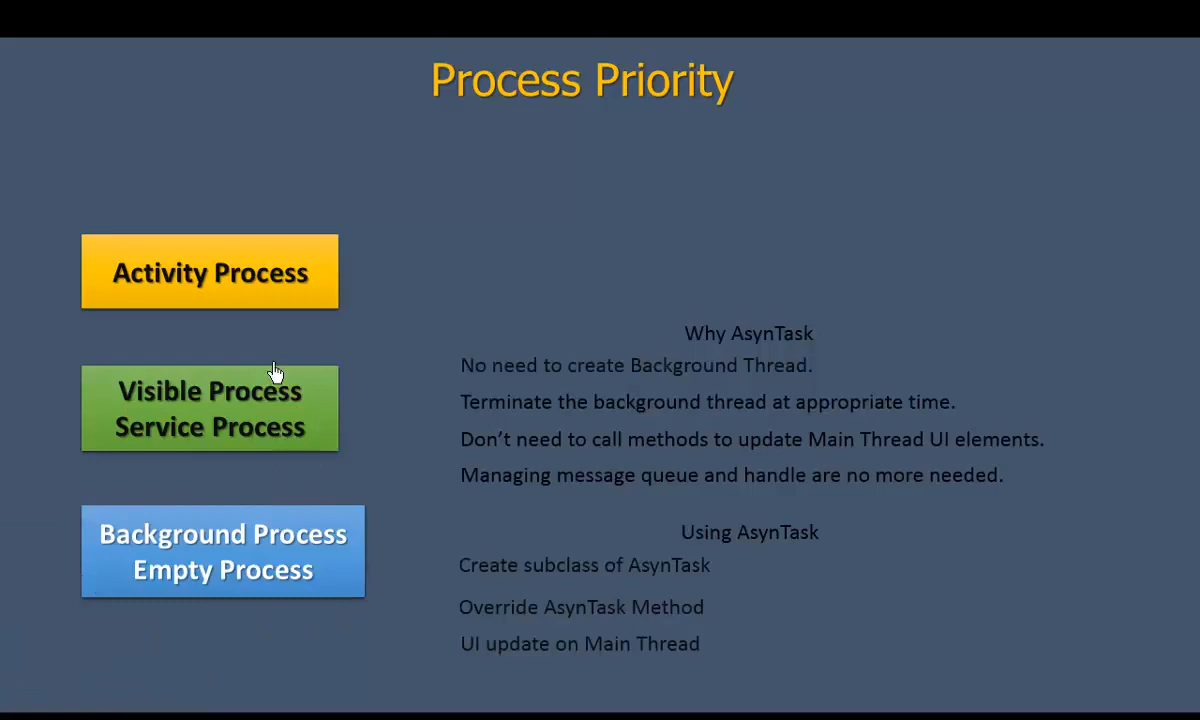 Process Priority
Activity Process
Visible Process
Service Process
Background Process
Empty Process
Why AsynTask
No need to create Background Thread.
Terminate the background thread at appropriate time.
Don’t need to call methods to update Main Thread UI elements.
Managing message queue and handle are no more needed.
Using AsynTask
Create subclass of AsynTask
Override AsynTask Method
UI update on Main Thread